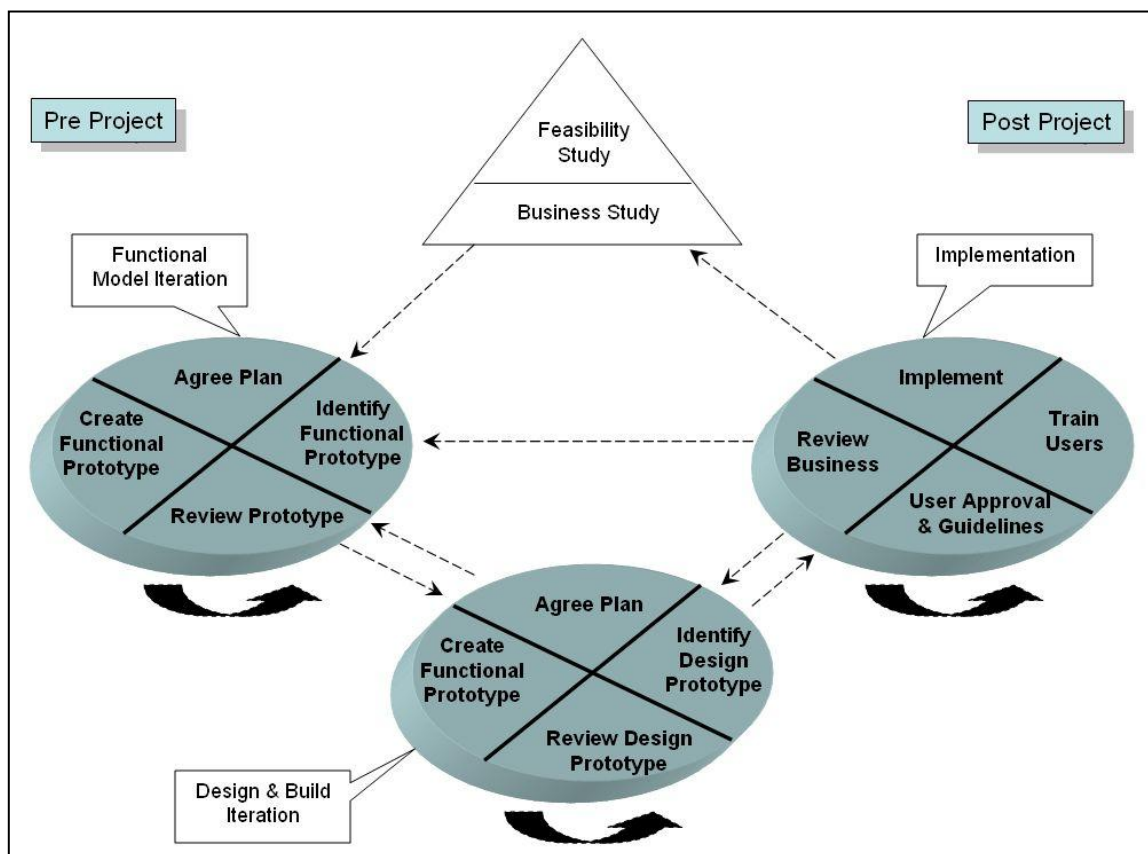 Pre Project
Post Project
Feasibility
Study
Business Study
Functional
Model Iteration
Implementation
Agree Plan
Create
Functional
Prototype
Identify
Functional
Prototype
Review Prototype
Implement
Review
Business
Train
Users
User Approval
& Guidelines
Agree Plan
Create
Functional
Prototype
Identify
Design
Prototype
Review Design
Prototype
Design & Build
Iteration